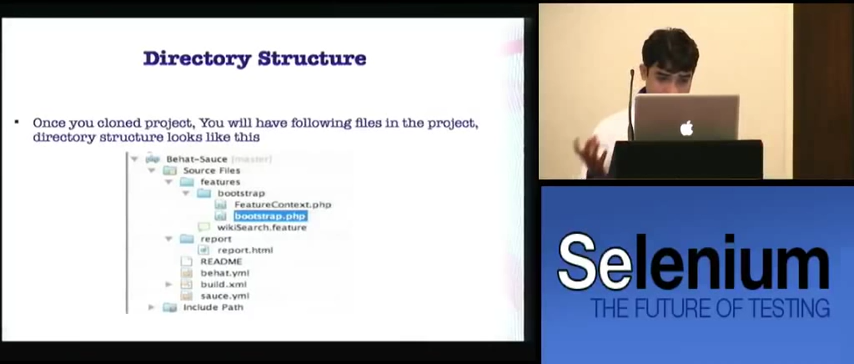 Directory Structure
• Once you cloned project, You will have following files in the project,
directory structure looks like this
Behat-Sauce [master]
Source Files
features
bootstrap
FeatureContext.php
bootstrap.php
wikiSearch.feature
report
report.html
README
behat.yml
build.xml
sauce.yml
Include Path
Selenium
THE FUTURE OF TESTING